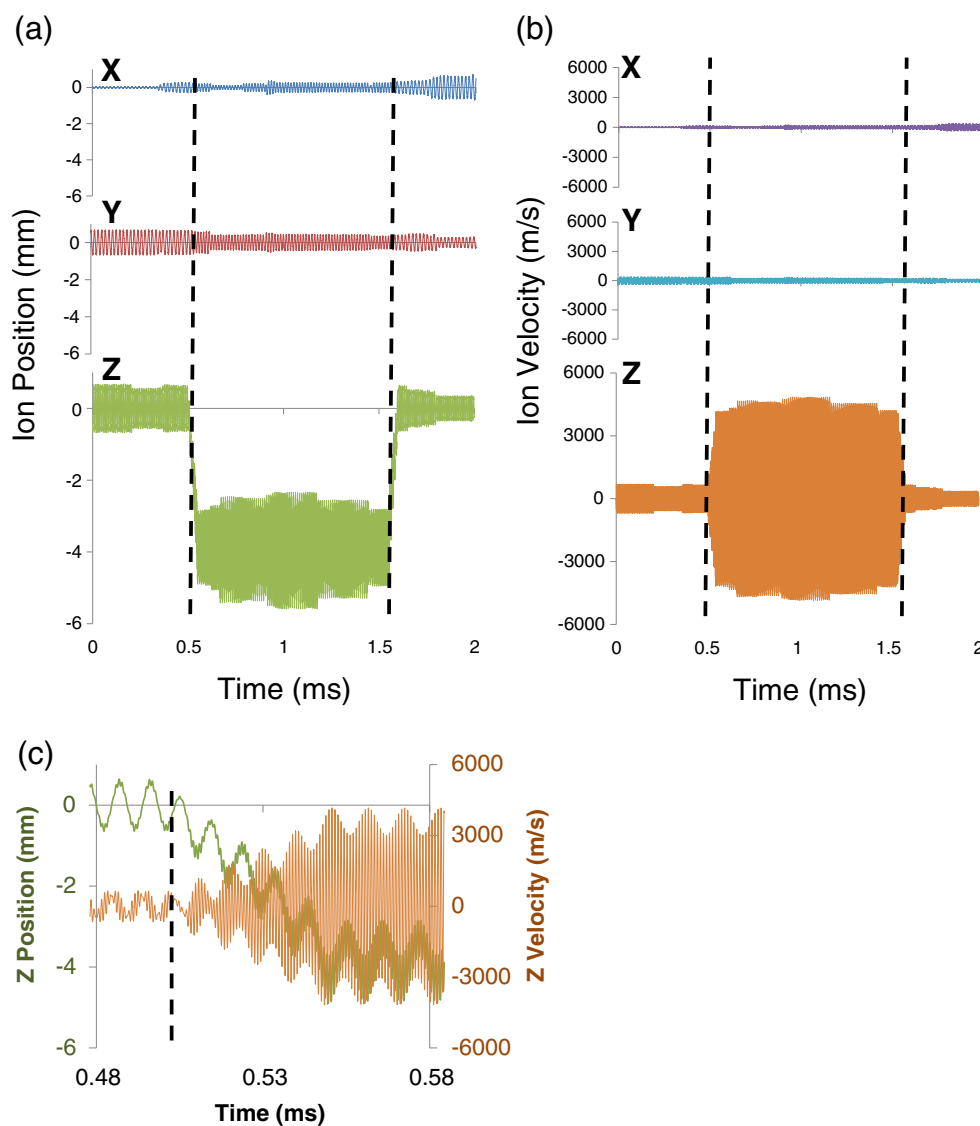 (a)
X
0
-2
-4
-6
Y
0
-2
-4
-6
Z
0
-2
-4
-6
Ion Position (mm)
0 0.5 1 1.5 2
Time (ms)
(b)
X
6000
3000
0
-3000
-6000
Y
6000
3000
0
-3000
-6000
Z
6000
3000
0
-3000
-6000
Ion Velocity (m/s)
0 0.5 1 1.5 2
Time (ms)
(c)
0
-2
-4
-6
Z Position (mm)
6000
3000
0
-3000
-6000
Z Velocity (m/s)
0.48 0.53 0.58
Time (ms)